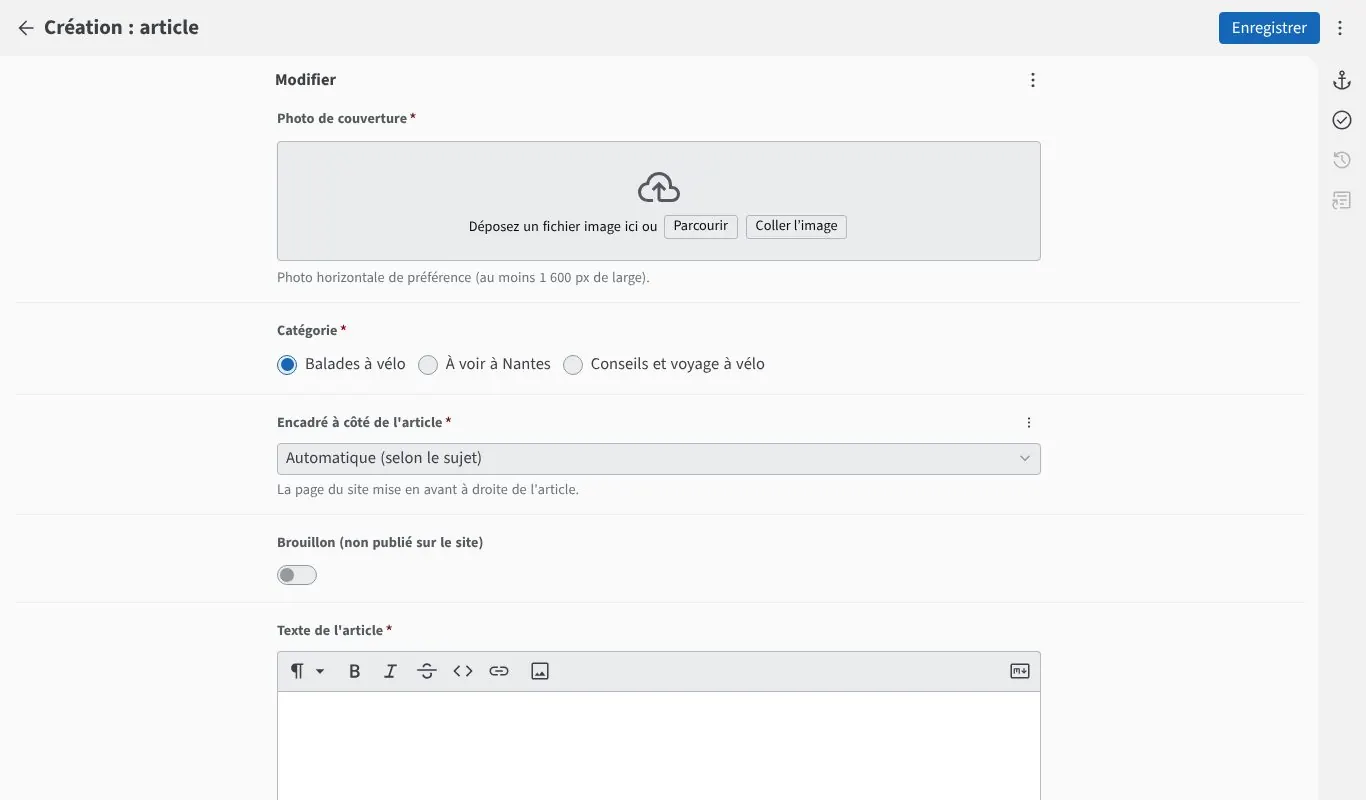 Création : article
Enregistrer
Modifier
Photo de couverture *
Déposez un fichier image ici ou Parcourir Coller l’image
Photo horizontale de préférence (au moins 1 600 px de large).
Catégorie *
Balades à vélo À voir à Nantes Conseils et voyage à vélo
Encadré à côté de l'article *
Automatique (selon le sujet)
La page du site mise en avant à droite de l'article.
Brouillon (non publié sur le site)
Texte de l'article *